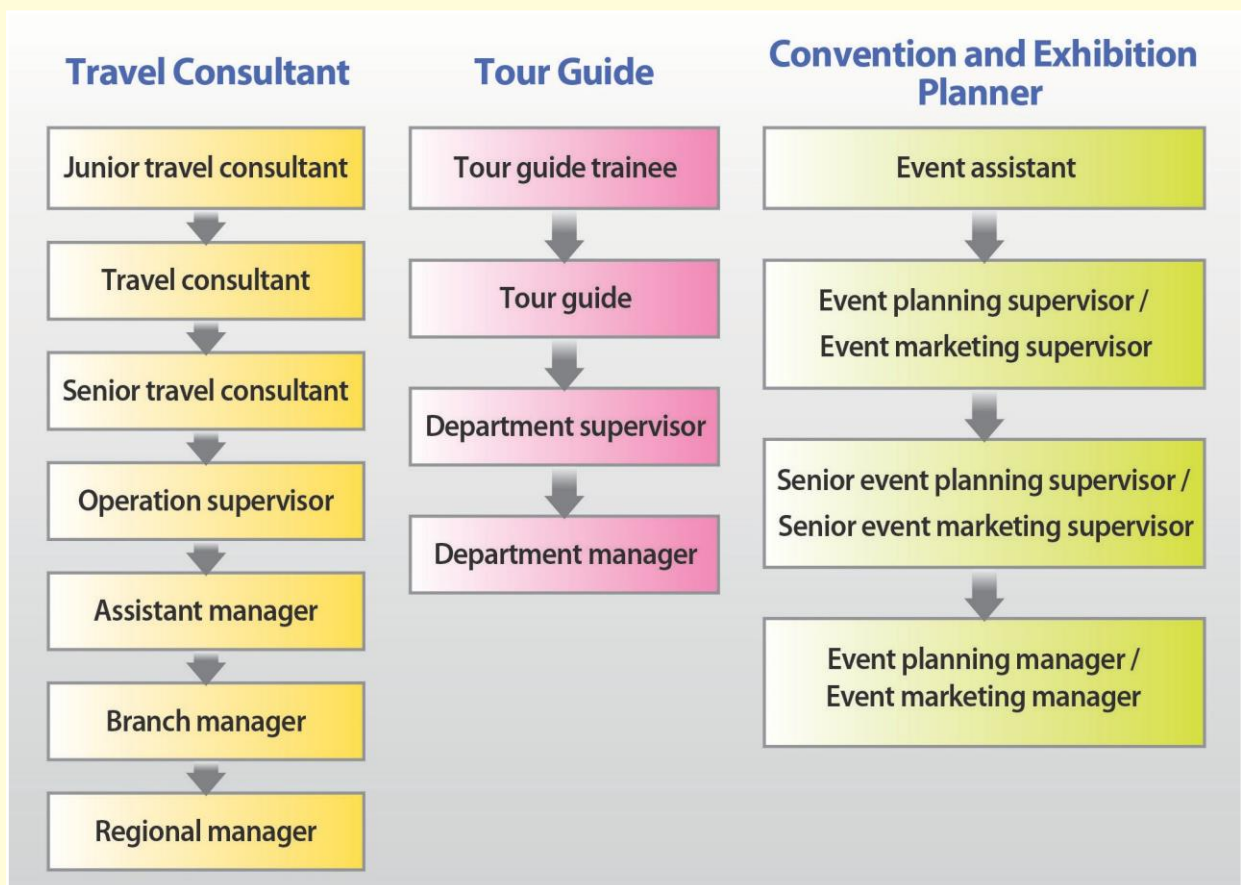 Travel Consultant
Junior travel consultant
Travel consultant
Senior travel consultant
Operation supervisor
Assistant manager
Branch manager
Regional manager
Tour Guide
Tour guide trainee
Tour guide
Department supervisor
Department manager
Convention and Exhibition
Planner
Event assistant
Event planning supervisor /
Event marketing supervisor
Senior event planning supervisor /
Senior event marketing supervisor
Event planning manager /
Event marketing manager